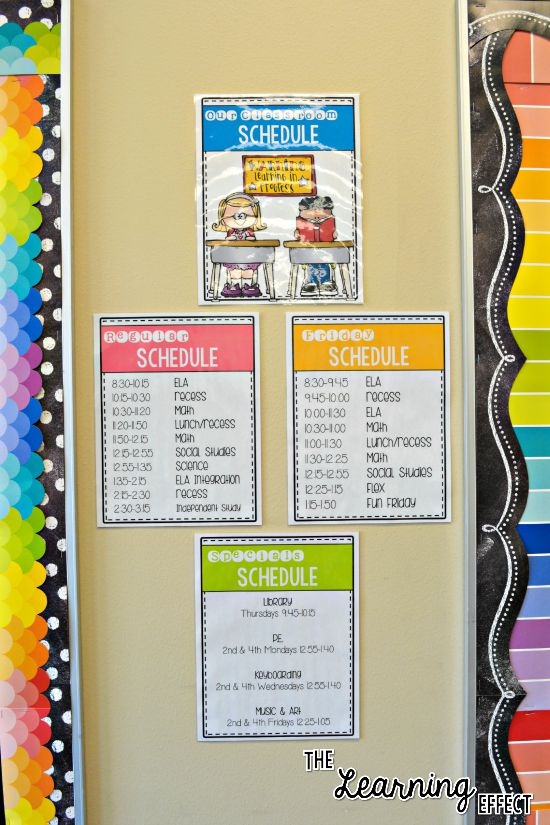 Our Classroom
SCHEDULE
WARNING
Learning in
Progress
Regular
SCHEDULE
8:30-10:15 ELA
10:15-10:30 recess
10:30-11:20 Math
11:20-11:50 Lunch/recess
11:50-12:15 Math
12:15-12:55 Social Studies
12:55-1:35 Science
1:35-2:15 ELA Integration
2:15-2:30 recess
2:30-3:15 Independent Study
Friday
SCHEDULE
8:30-9:45 ELA
9:45-10:00 recess
10:00-11:30 ELA
10:30-11:00 Math
11:00-11:30 Lunch/recess
11:30-12:25 Math
12:15-12:55 Social Studies
12:25-1:15 Flex
1:15-1:50 Fun Friday
Specials
SCHEDULE
Library
Thursdays 9:45-10:15
P.E.
2nd & 4th Mondays 12:55-1:40
Keyboarding
2nd & 4th Wednesdays 12:55-1:40
Music & Art
2nd & 4th Fridays 12:25-1:05
THE
Learning
EFFECT